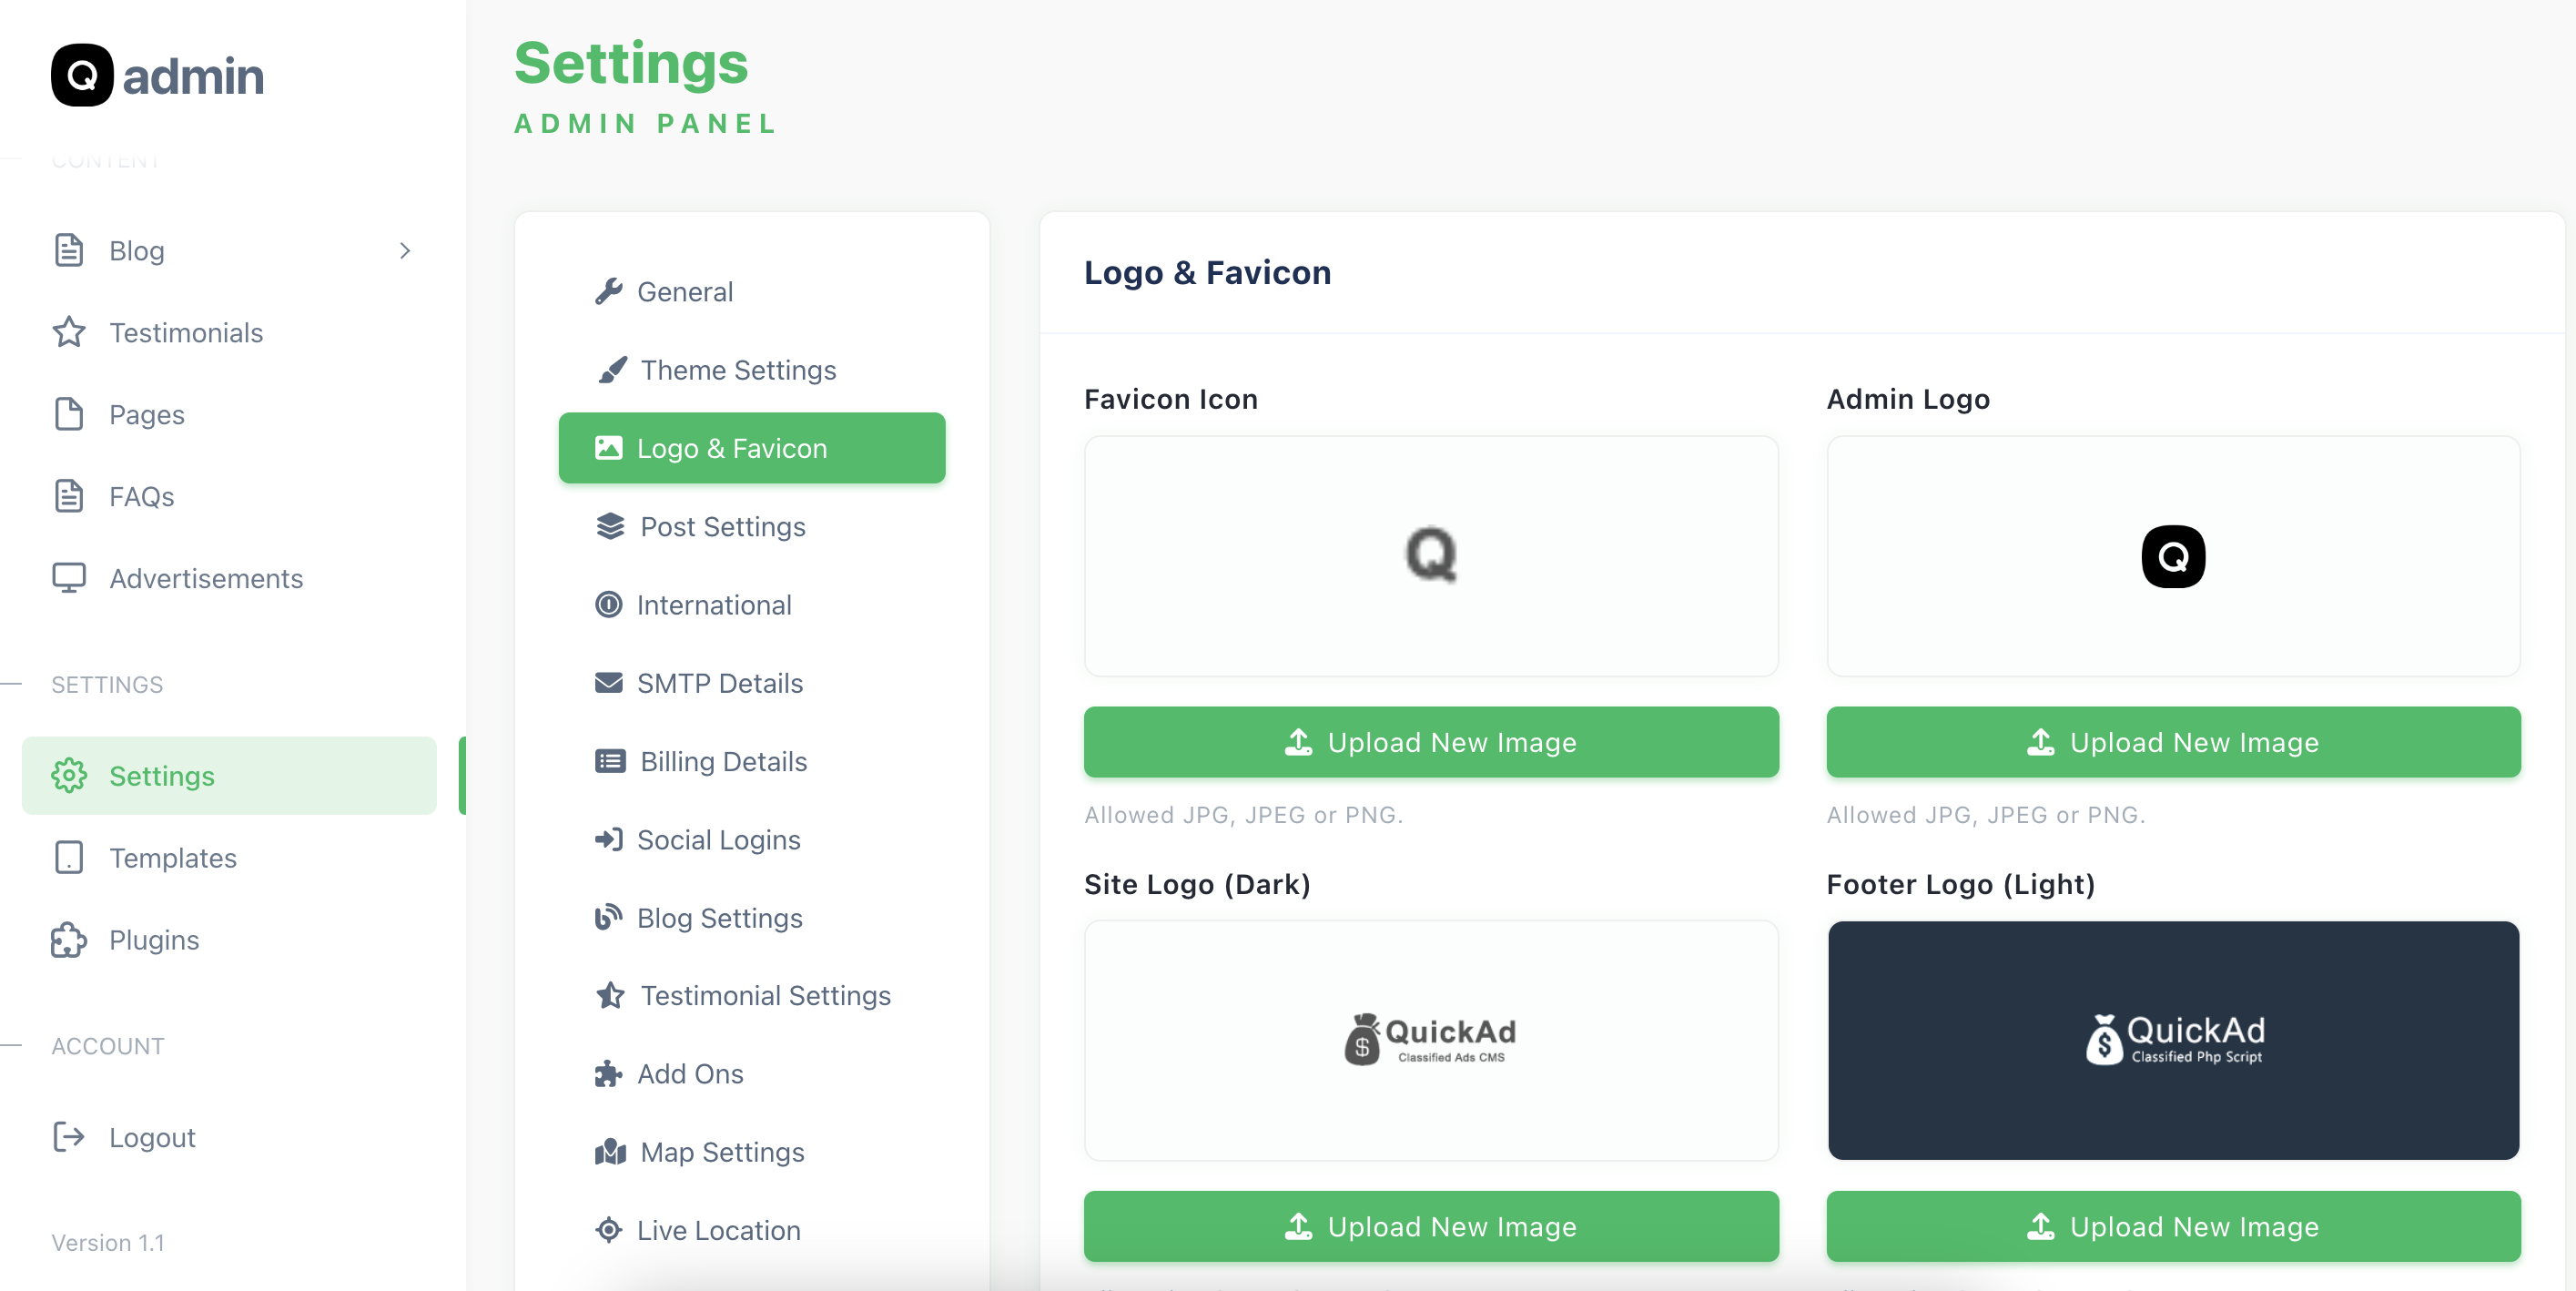 Q admin
CONTENT
Blog
Testimonials
Pages
FAQs
Advertisements
SETTINGS
Settings
Templates
Plugins
ACCOUNT
Logout
Version 1.1
Settings
ADMIN PANEL
General
Theme Settings
Logo & Favicon
Post Settings
International
SMTP Details
Billing Details
Social Logins
Blog Settings
Testimonial Settings
Add Ons
Map Settings
Live Location
Logo & Favicon
Favicon Icon
Q
Upload New Image
Allowed JPG, JPEG or PNG.
Admin Logo
Q
Upload New Image
Allowed JPG, JPEG or PNG.
Site Logo (Dark)
$ QuickAd
Classified Ads CMS
Upload New Image
Footer Logo (Light)
$ QuickAd
Classified Php Script
Upload New Image